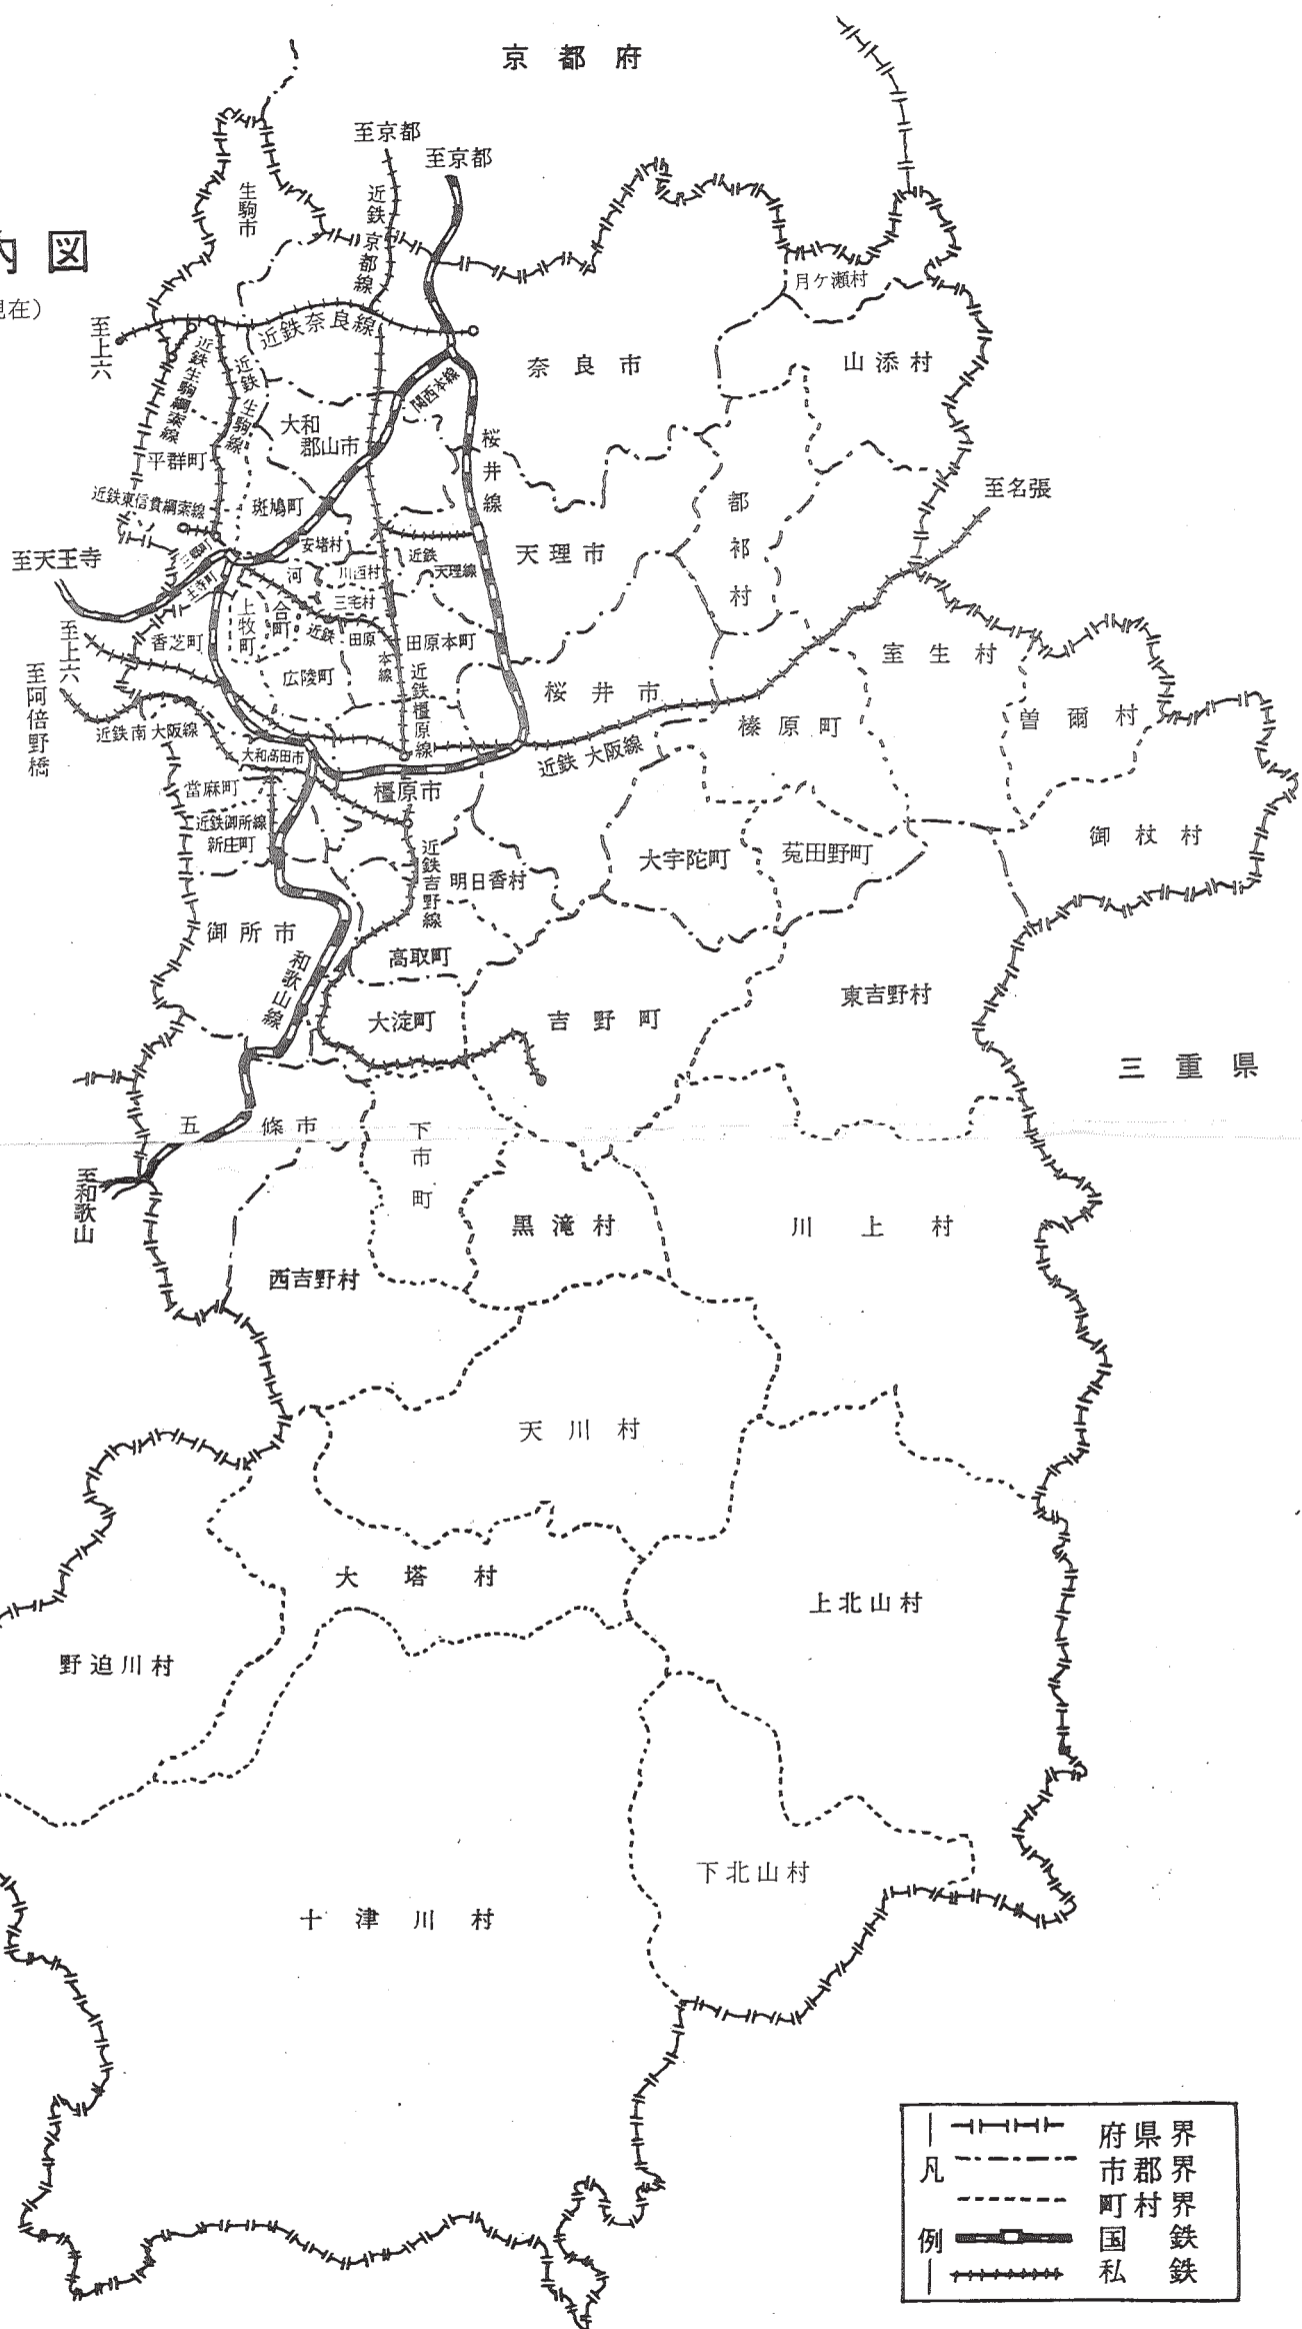 内図
現在）
京都府
至京都
至京都
近鉄京都線
生駒市
月ケ瀬村
至上六
近鉄奈良線
奈良市
山添村
近鉄生駒鋼索線
近鉄生駒線
関西本線
大和
郡山市
桜井線
平群町
近鉄東信貴鋼索線
斑鳩町
都祁村
至名張
至天王寺
三郷町
安堵村
近鉄
天理線
天理市
王寺町
河合町
川西村
三宅村
上牧町
至上六
香芝町
近鉄
田原
本線
田原本町
室生村
広陵町
至阿倍野橋
近鉄橿原線
桜井市
榛原町
曽爾村
近鉄南大阪線
大和高田市
近鉄大阪線
當麻町
橿原市
近鉄御所線
新庄町
御杖村
近鉄吉野線
明日香村
大宇陀町
菟田野町
御所市
高取町
和歌山線
大淀町
吉野町
東吉野村
三重県
五條市
下市町
至和歌山
黒滝村
川上村
西吉野村
天川村
大塔村
上北山村
野迫川村
下北山村
十津川村
凡例
府県界
市郡界
町村界
国鉄
私鉄